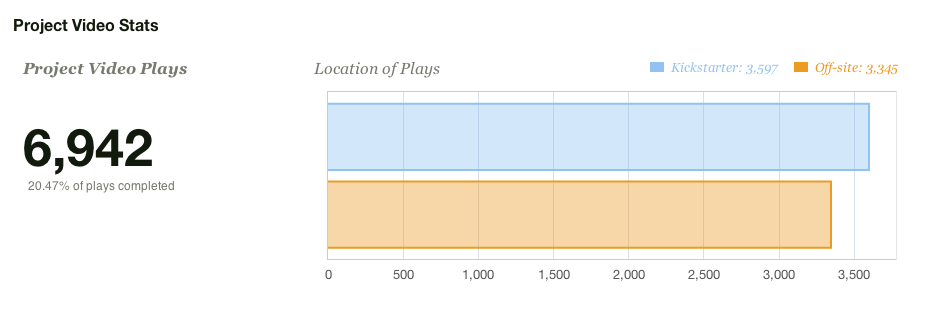 Project Video Stats
Project Video Plays
Location of Plays
Kickstarter: 3,597
Off-site: 3,345
6,942
20.47% of plays completed
0 500 1,000 1,500 2,000 2,500 3,000 3,500